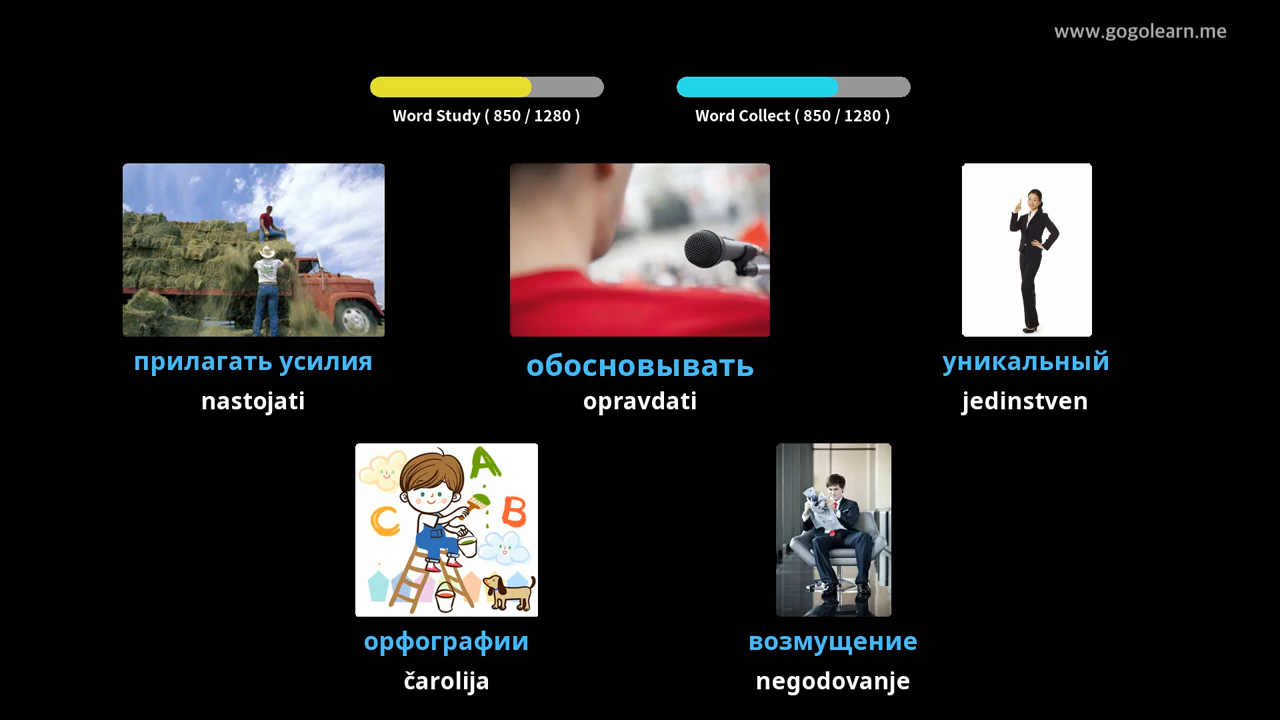 www.gogolearn.me
Word Study ( 850 / 1280 )
Word Collect ( 850 / 1280 )
прилагать усилия
nastojati
обосновывать
opravdati
уникальный
jedinstven
A
B
C
орфографии
čarolija
возмущение
negodovanje